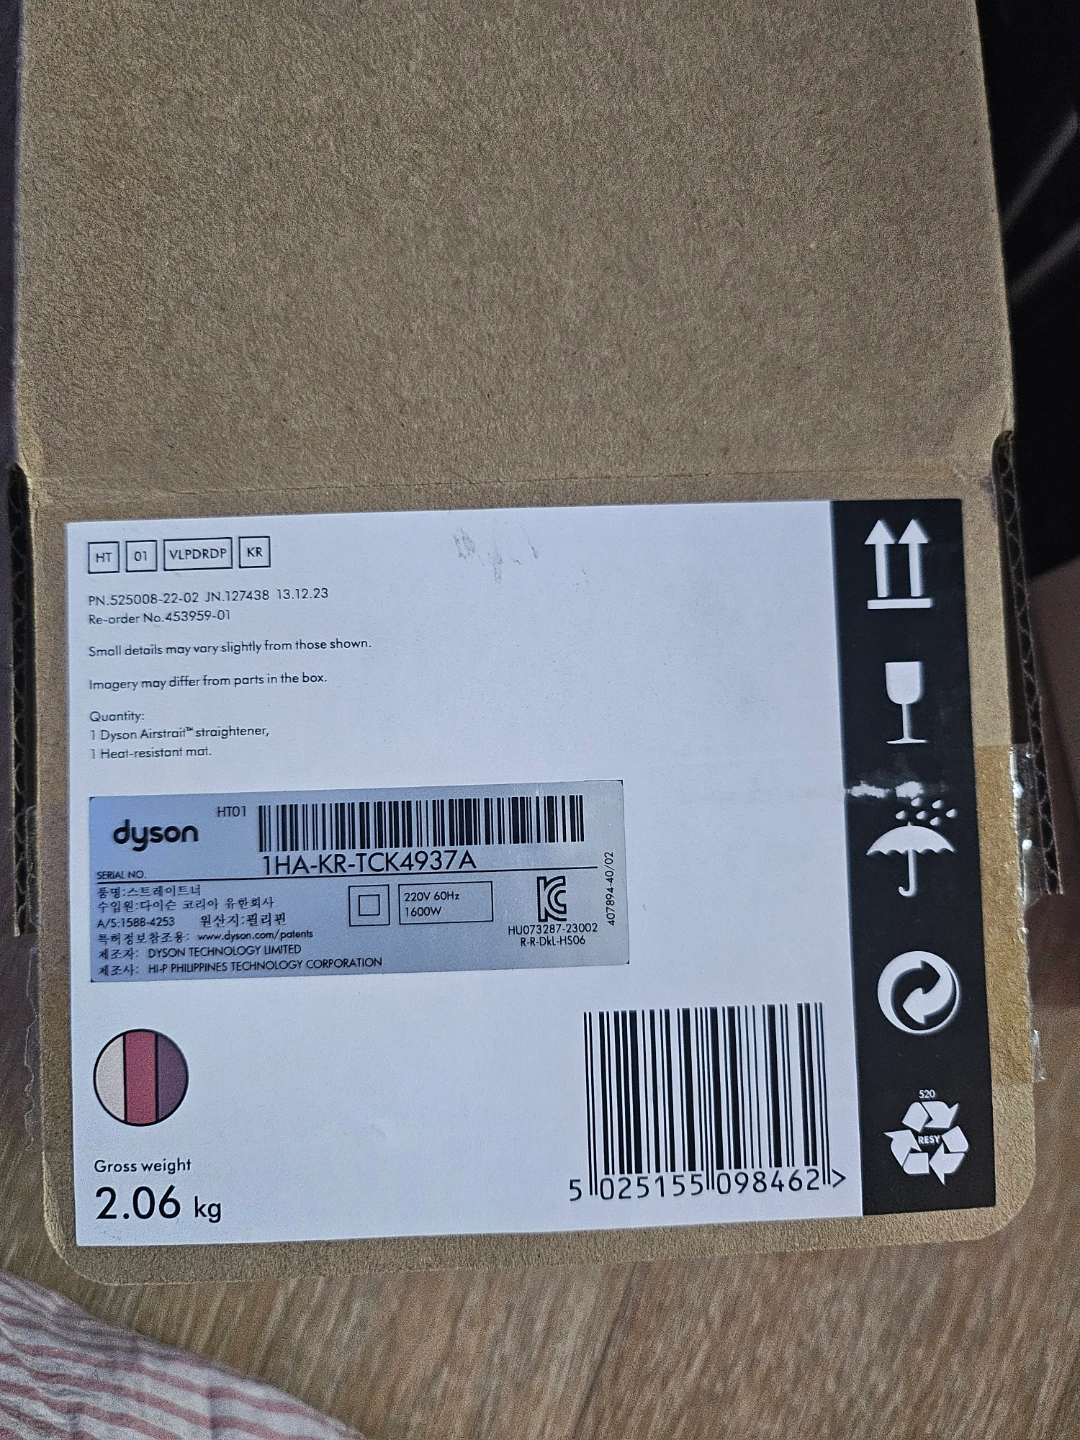 HT 01 VLPDRDP KR
PN.525008-22-02 JN.127438 13.12.23
Re-order No.453959-01
Small details may vary slightly from those shown.
Imagery may differ from parts in the box.
Quantity:
1 Dyson Airstrait™ straightener,
1 Heat-resistant mat.
dyson HT01
1HA-KR-TCK4937A
SERIAL NO.
품명:스트레이트너
수입원:다이슨 코리아 유한회사
A/S:1588-4253 원산지:필리핀
특허정보참조용: www.dyson.com/patents
제조자: DYSON TECHNOLOGY LIMITED
제조사: HI-P PHILIPPINES TECHNOLOGY CORPORATION
220V 60Hz
1600W
HU073287-23002
R-R-DkL-HS06
407894-40/02
Gross weight
2.06 kg
5 025155 098462 >
520
RESY